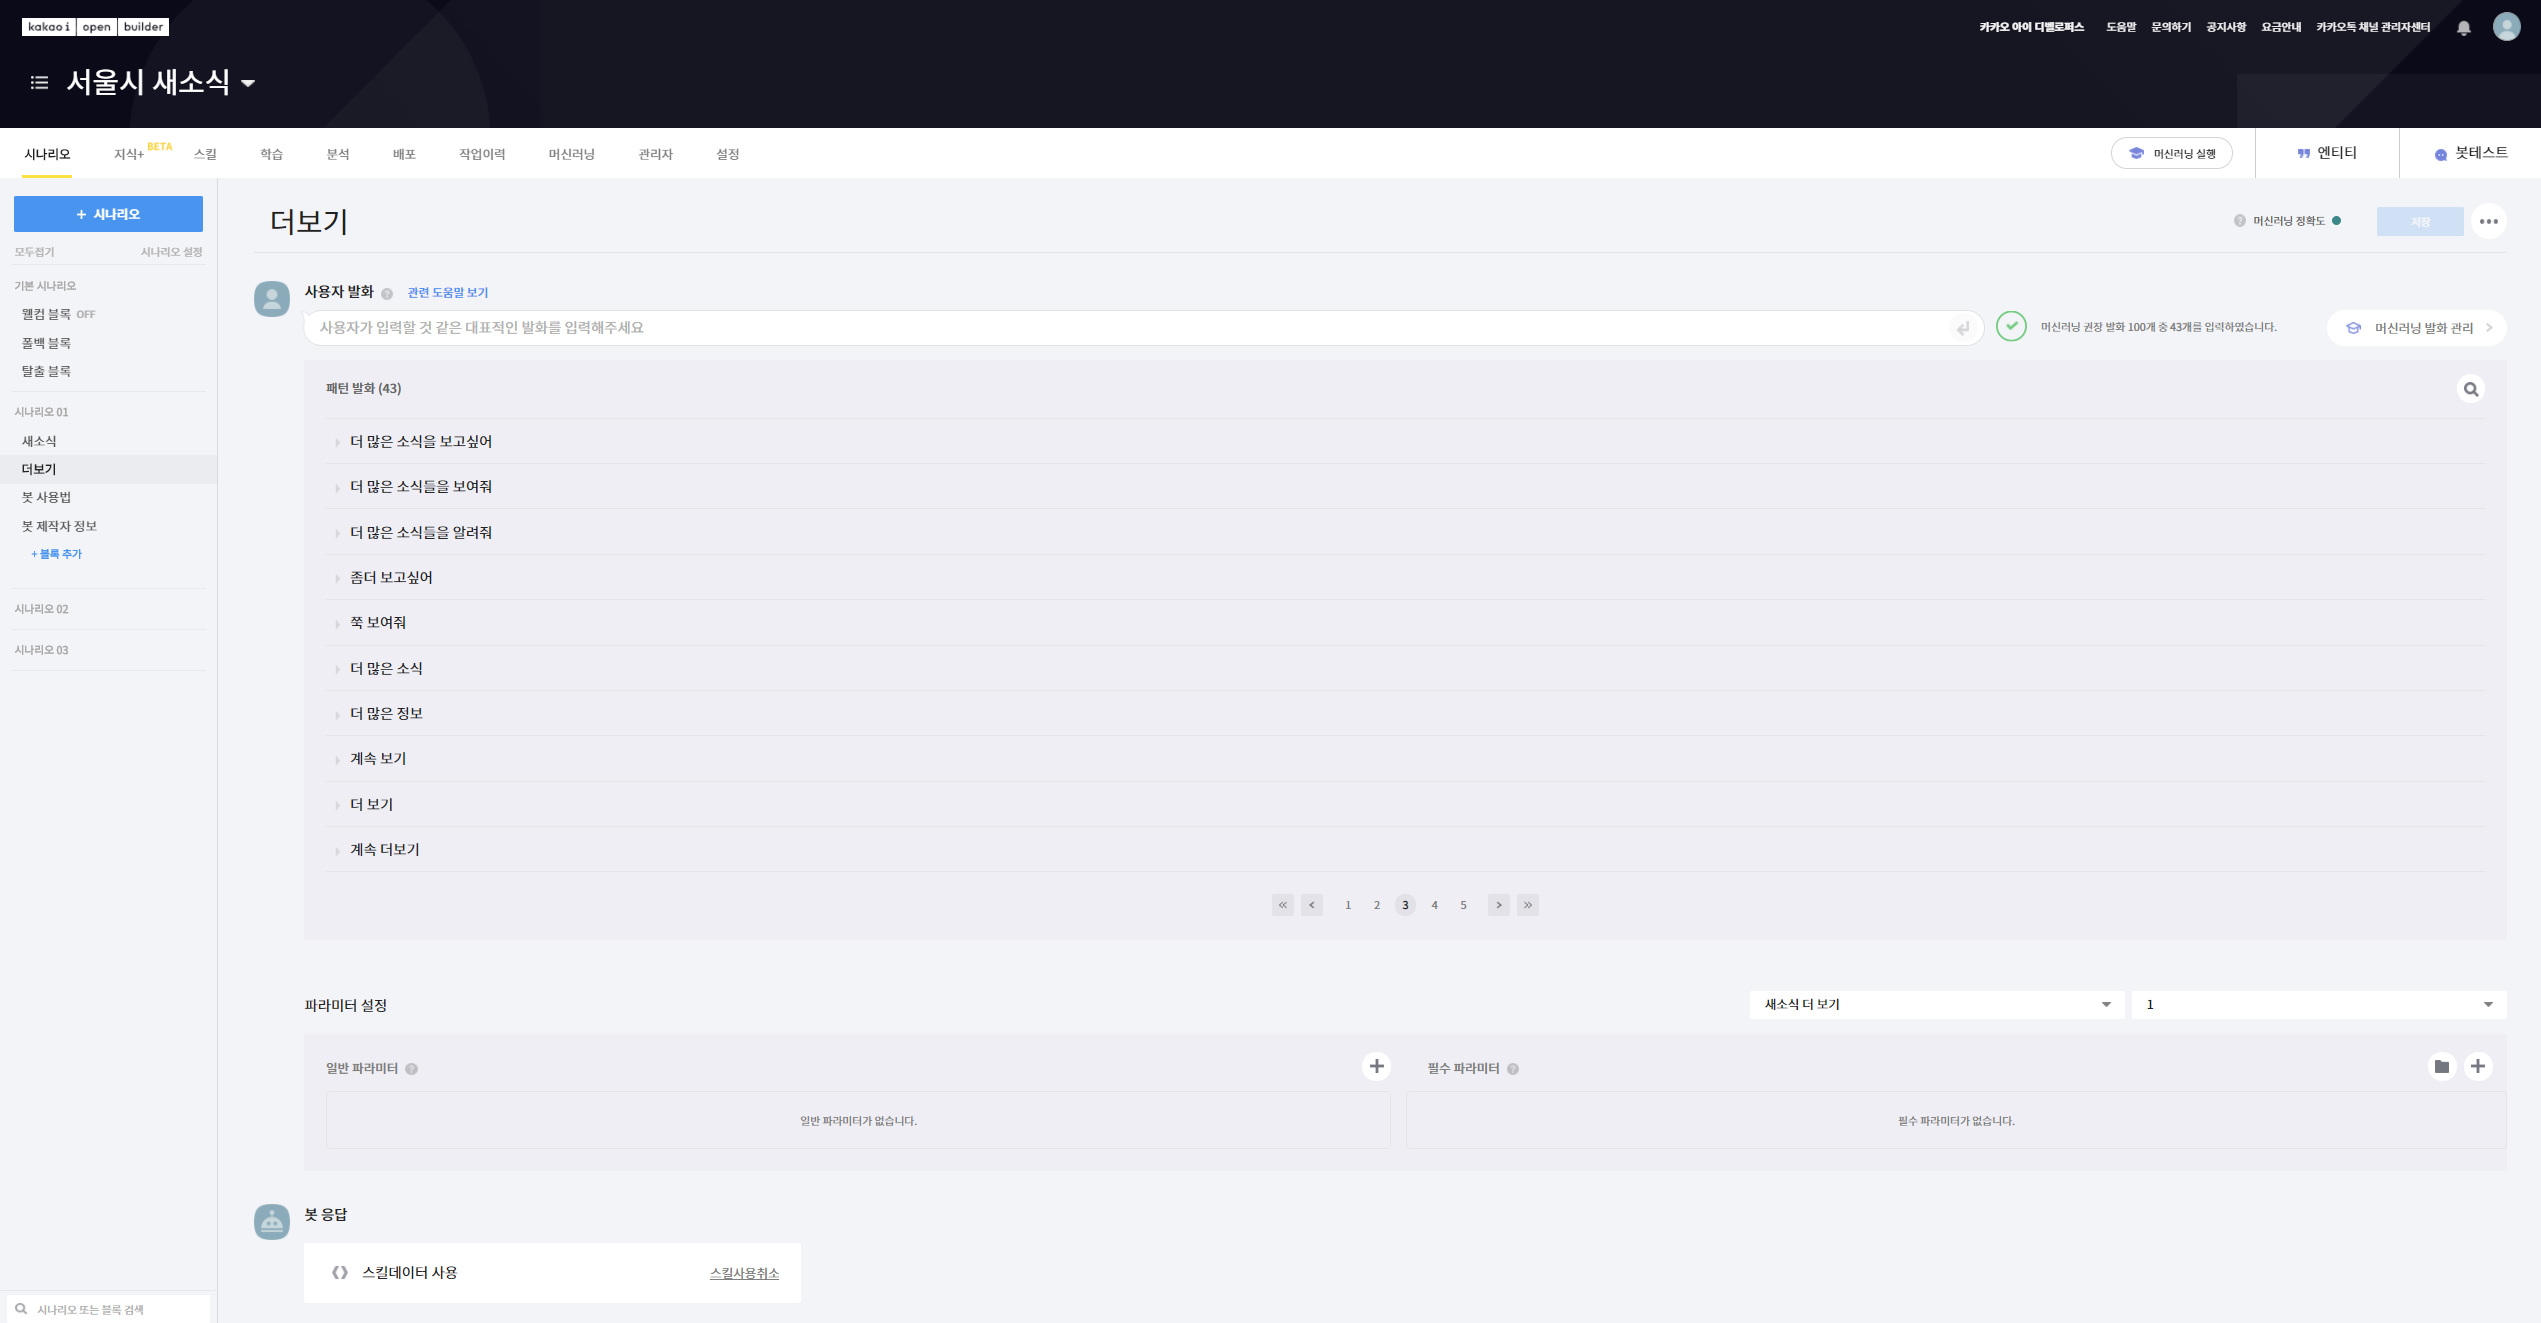 kakao i open builder
카카오 아이 디벨로퍼스 도움말 문의하기 공지사항 요금안내 카카오톡 채널 관리자센터
서울시 새소식
시나리오 지식+ BETA 스킬 학습 분석 배포 작업이력 머신러닝 관리자 설정 머신러닝 실행 엔티티 봇테스트
+ 시나리오
모두접기 시나리오 설정
기본 시나리오
웰컴 블록 OFF
폴백 블록
탈출 블록
시나리오 01
새소식
더보기
봇 사용법
봇 제작자 정보
+ 블록 추가
시나리오 02
시나리오 03
시나리오 또는 블록 검색
더보기
? 머신러닝 정확도
저장
사용자 발화 ? 관련 도움말 보기
사용자가 입력할 것 같은 대표적인 발화를 입력해주세요
머신러닝 권장 발화 100개 중 43개를 입력하였습니다.
머신러닝 발화 관리
패턴 발화 (43)
더 많은 소식을 보고싶어
더 많은 소식들을 보여줘
더 많은 소식들을 알려줘
좀더 보고싶어
쭉 보여줘
더 많은 소식
더 많은 정보
계속 보기
더 보기
계속 더보기
« < 1 2 3 4 5 > »
파라미터 설정
새소식 더 보기
1
일반 파라미터 ?
필수 파라미터 ?
일반 파라미터가 없습니다.
필수 파라미터가 없습니다.
봇 응답
스킬데이터 사용
스킬사용취소